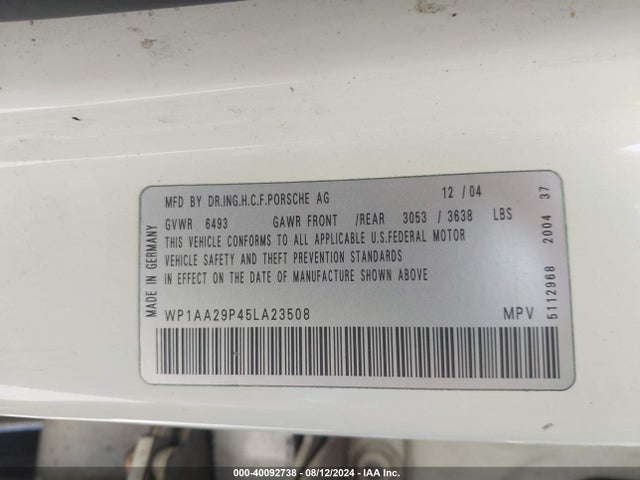 MFD BY DR.ING.H.C.F.PORSCHE AG 12 / 04
GVWR 6493 GAWR FRONT /REAR 3053 / 3638 LBS
THIS VEHICLE CONFORMS TO ALL APPLICABLE U.S.FEDERAL MOTOR
VEHICLE SAFETY AND THEFT PREVENTION STANDARDS
IN EFFECT ON THE DATE OF MANUFACTURE SHOWN ABOVE
WP1AA29P45LA23508 MPV
MADE IN GERMANY
5112968 2004 37
000-40092738 - 08/12/2024 - IAA Inc.